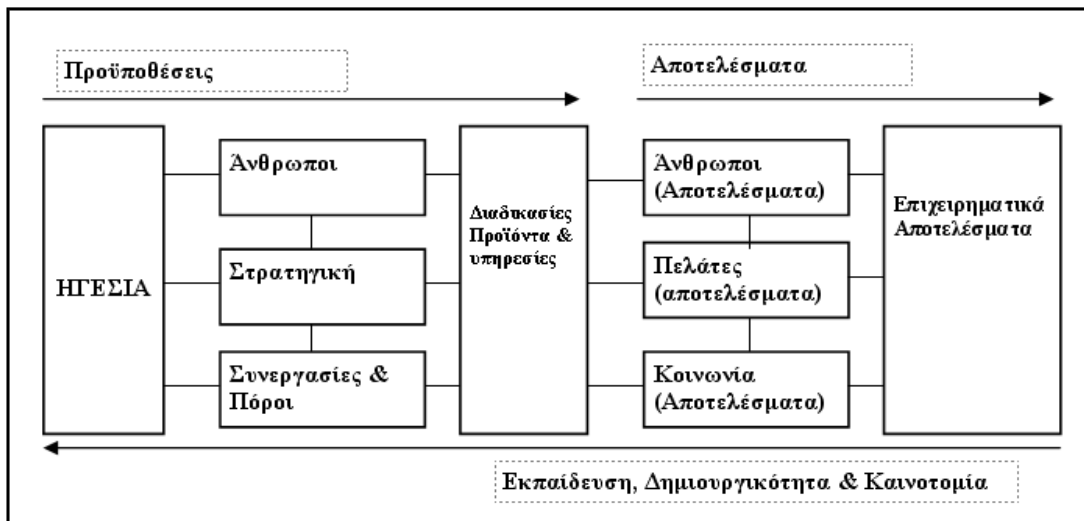 Προϋποθέσεις
Αποτελέσματα
ΗΓΕΣΙΑ
Άνθρωποι
Στρατηγική
Συνεργασίες &
Πόροι
Διαδικασίες
Προϊόντα &
υπηρεσίες
Άνθρωποι
(Αποτελέσματα)
Πελάτες
(αποτελέσματα)
Κοινωνία
(Αποτελέσματα)
Επιχειρηματικά
Αποτελέσματα
Εκπαίδευση, Δημιουργικότητα & Καινοτομία